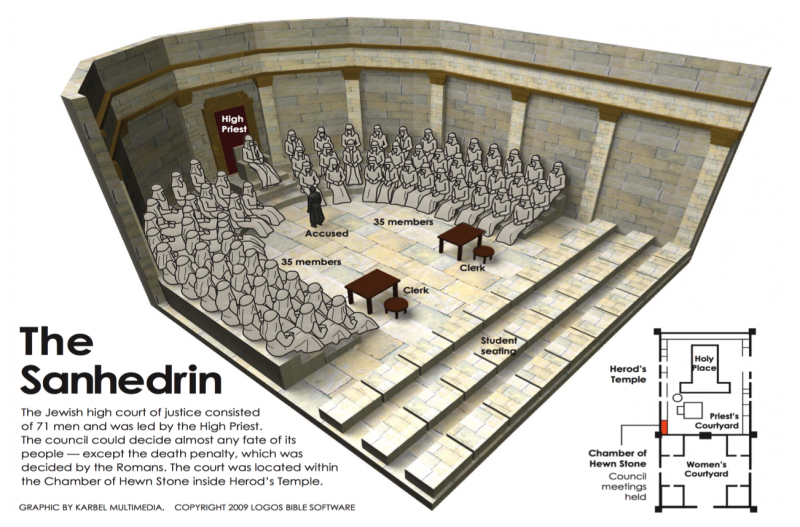 High
Priest
Accused
35 members
35 members
Clerk
Clerk
Student
seating
The
Sanhedrin
The Jewish high court of justice consisted
of 71 men and was led by the High Priest.
The council could decide almost any fate of its
people — except the death penalty, which was
decided by the Romans. The court was located within
the Chamber of Hewn Stone inside Herod's Temple.
GRAPHIC BY KARBEL MULTIMEDIA, COPYRIGHT 2009 LOGOS BIBLE SOFTWARE
Herod's
Temple
Holy
Place
Priest's
Courtyard
Chamber of
Hewn Stone
Council
meetings
held
Women's
Courtyard